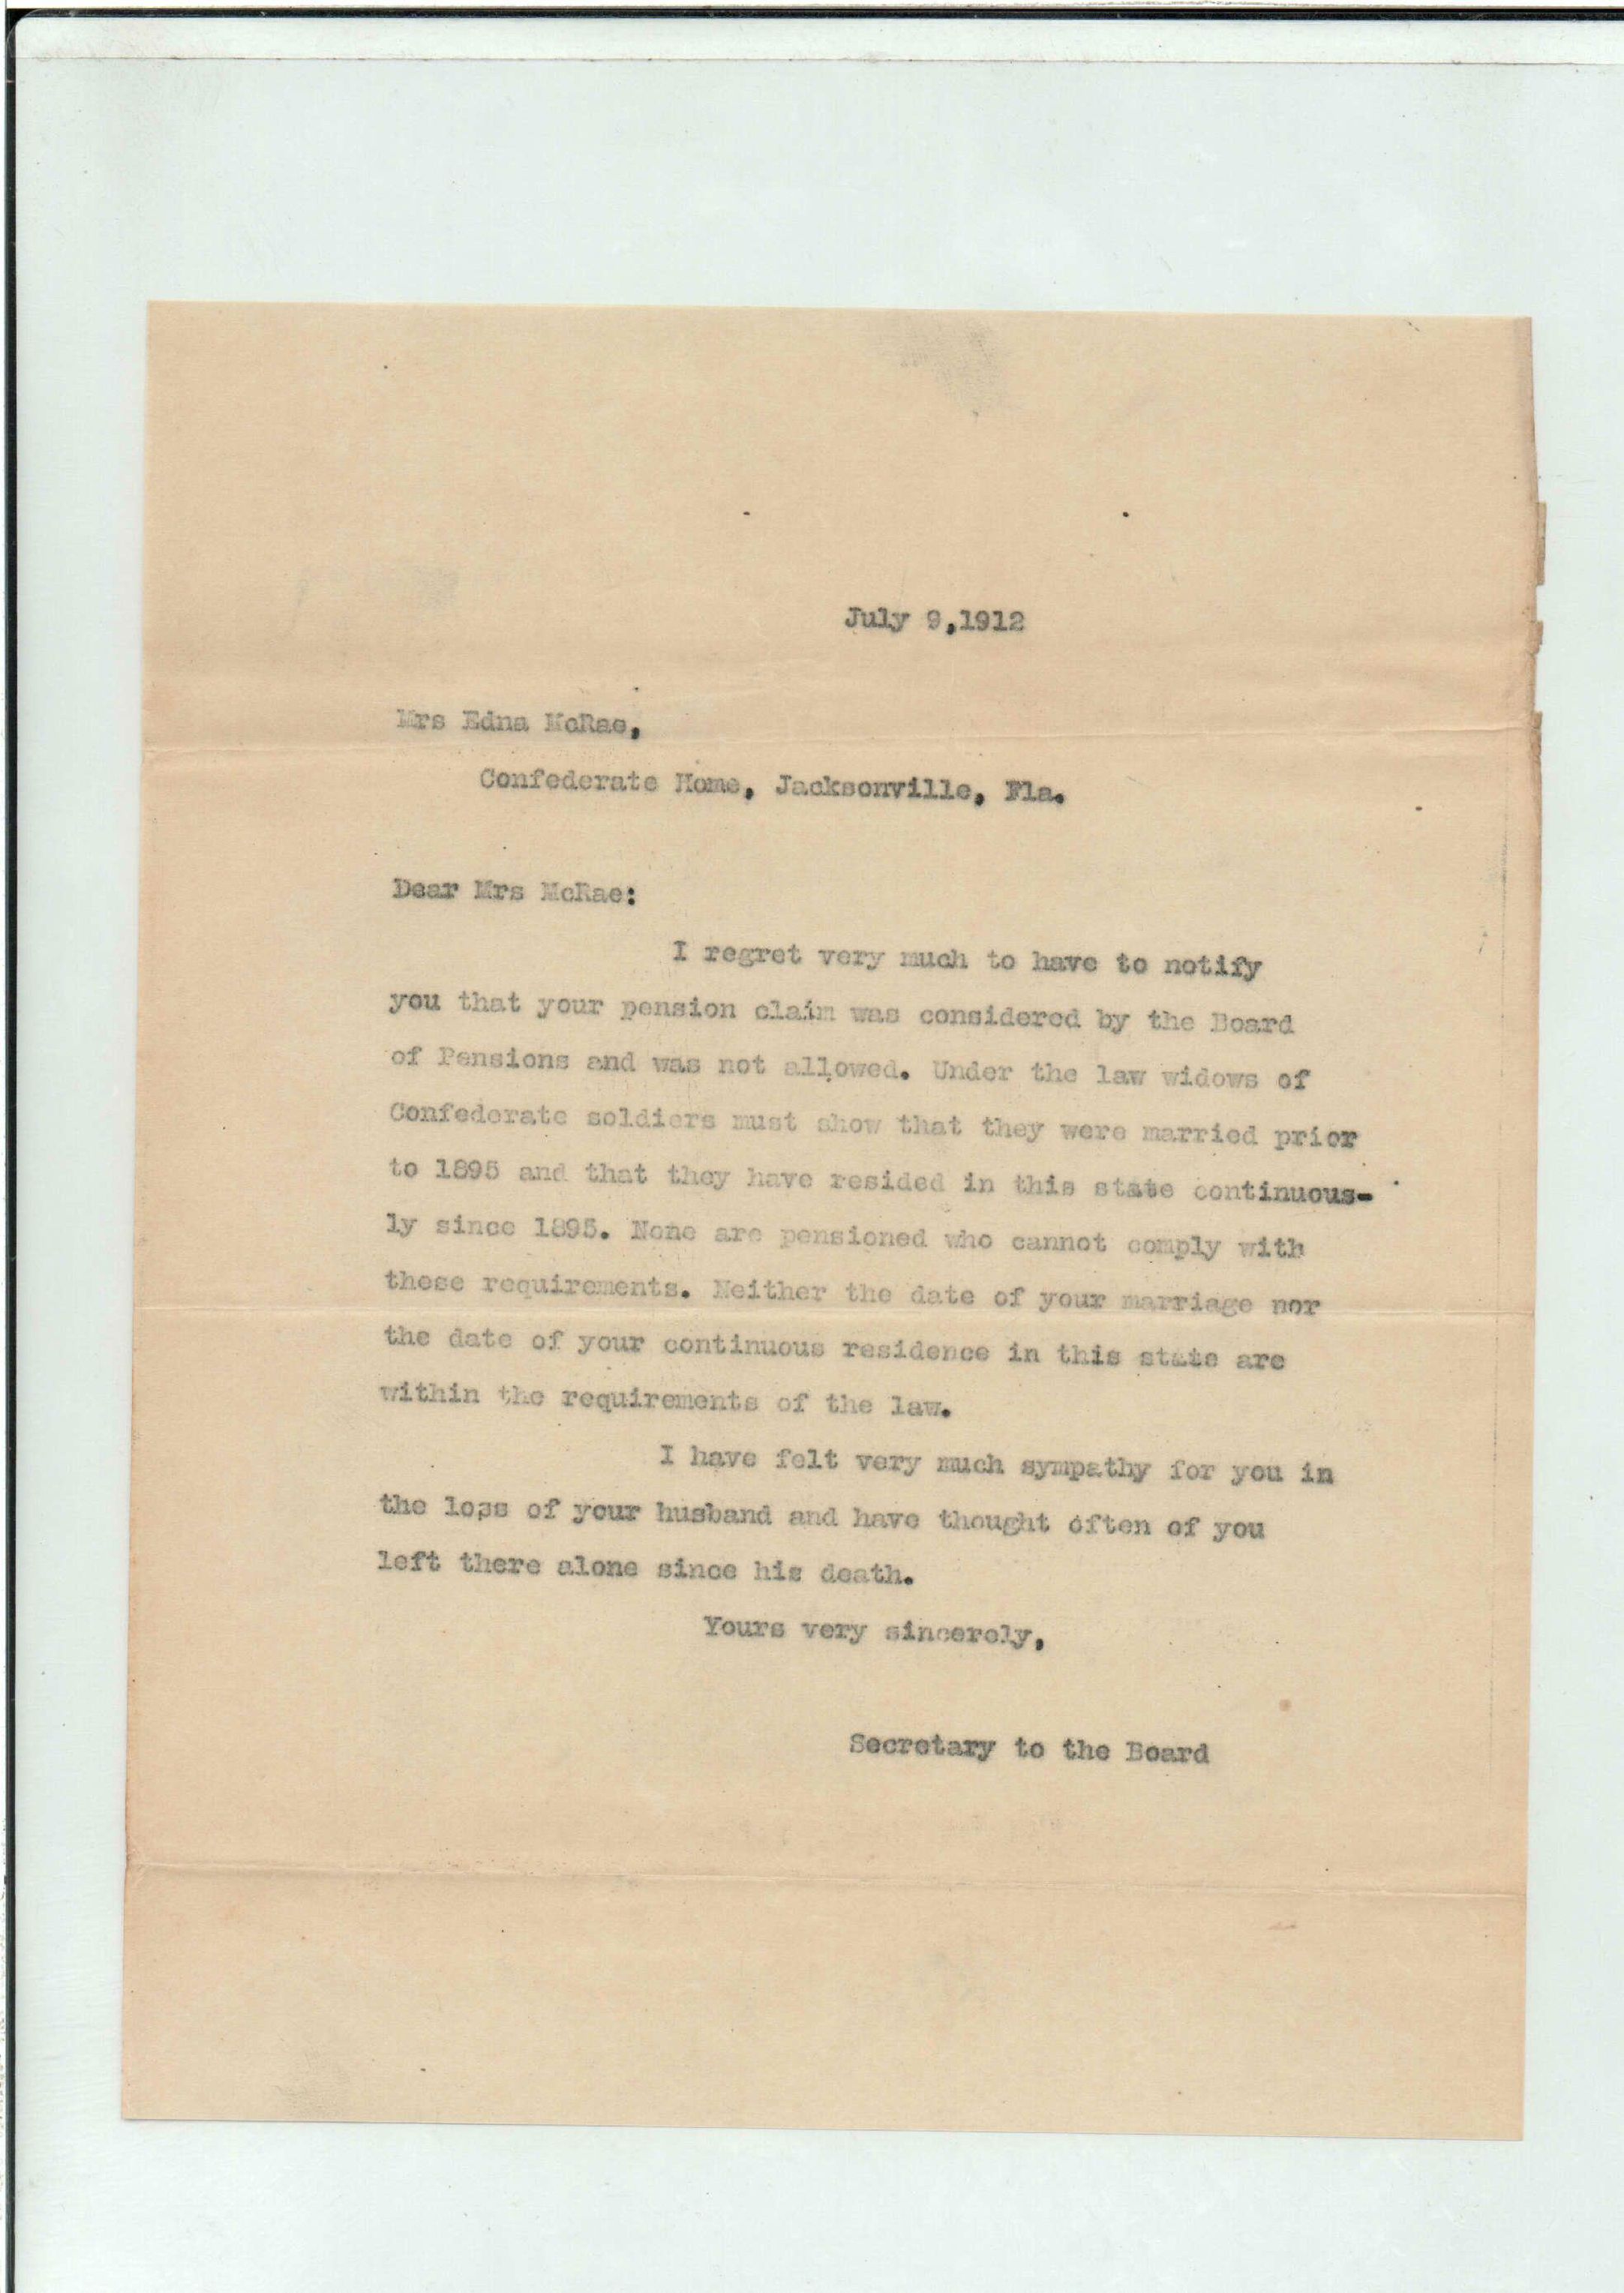 July 9,1912
Mrs Edna McRae,
Confederate Home, Jacksonville, Fla.
Dear Mrs McRae:
I regret very much to have to notify
you that your pension claim was considered by the Board
of Pensions and was not allowed. Under the law widows of
Confederate soldiers must show that they were married prior
to 1895 and that they have resided in this state continuous-
ly since 1895. None are pensioned who cannot comply with
these requirements. Neither the date of your marriage nor
the date of your continuous residence in this state are
within the requirements of the law.
I have felt very much sympathy for you in
the loss of your husband and have thought often of you
left there alone since his death.
Yours very sincerely,
Secretary to the Board